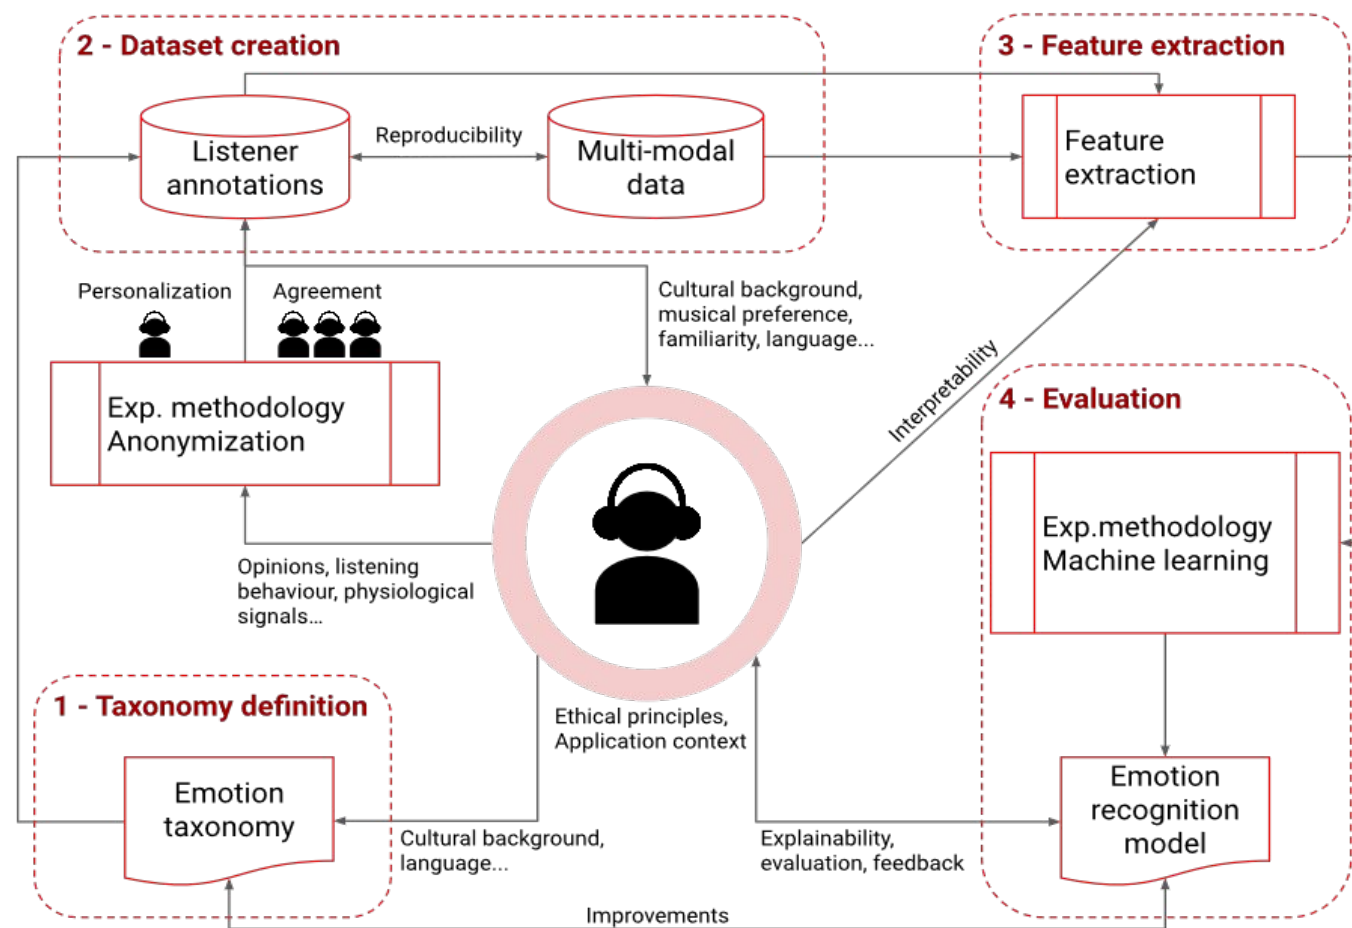 2 - Dataset creation
3 - Feature extraction
Reproducibility
Listener
annotations
Multi-modal
data
Feature
extraction
Personalization
Agreement
Cultural background,
musical preference,
familiarity, language...
Exp. methodology
Anonymization
Interpretability
4 - Evaluation
Exp.methodology
Machine learning
Opinions, listening
behaviour, physiological
signals...
1 - Taxonomy definition
Ethical principles,
Application context
Emotion
taxonomy
Emotion
recognition
model
Cultural background,
language...
Explainability,
evaluation, feedback
Improvements